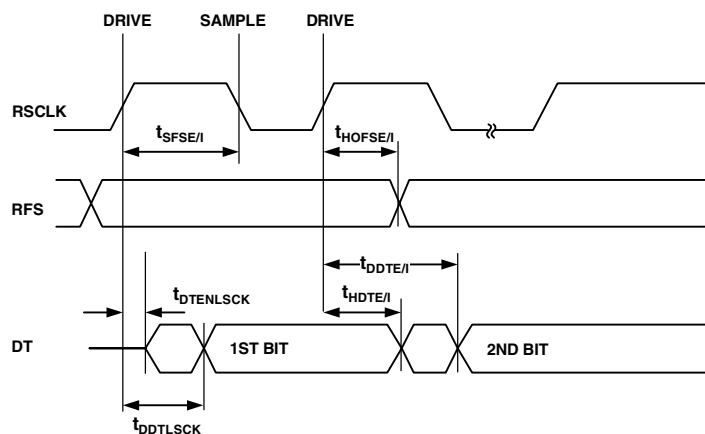 DRIVE SAMPLE DRIVE
RSCLK
tSFSE/I
tHOFSE/I
RFS
tDDTE/I
tDTENLSCK
tHDTE/I
DT
1ST BIT
2ND BIT
tDDTLSCK